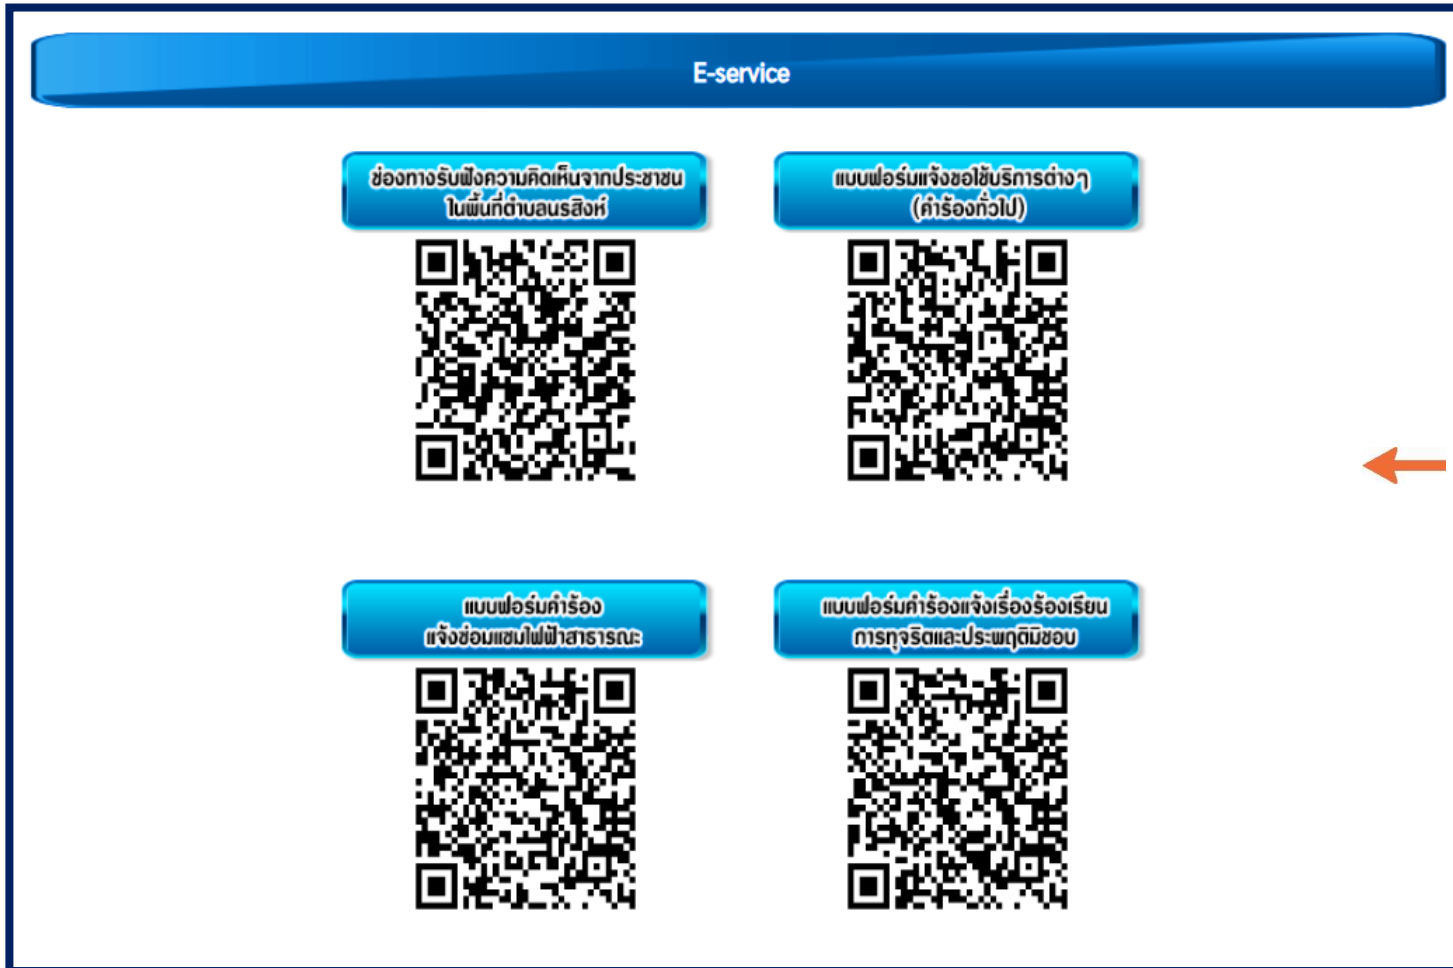 E-service
ช่องทางรับฟังความคิดเห็นจากประชาชน
ในพื้นที่ตำบลนรสิงห์
แบบฟอร์มแจ้งขอใช้บริการต่างๆ
(คำร้องทั่วไป)
แบบฟอร์มคำร้อง
แจ้งซ่อมแซมไฟฟ้าสาธารณะ
แบบฟอร์มคำร้องแจ้งเรื่องร้องเรียน
การทุจริตและประพฤติมิชอบ